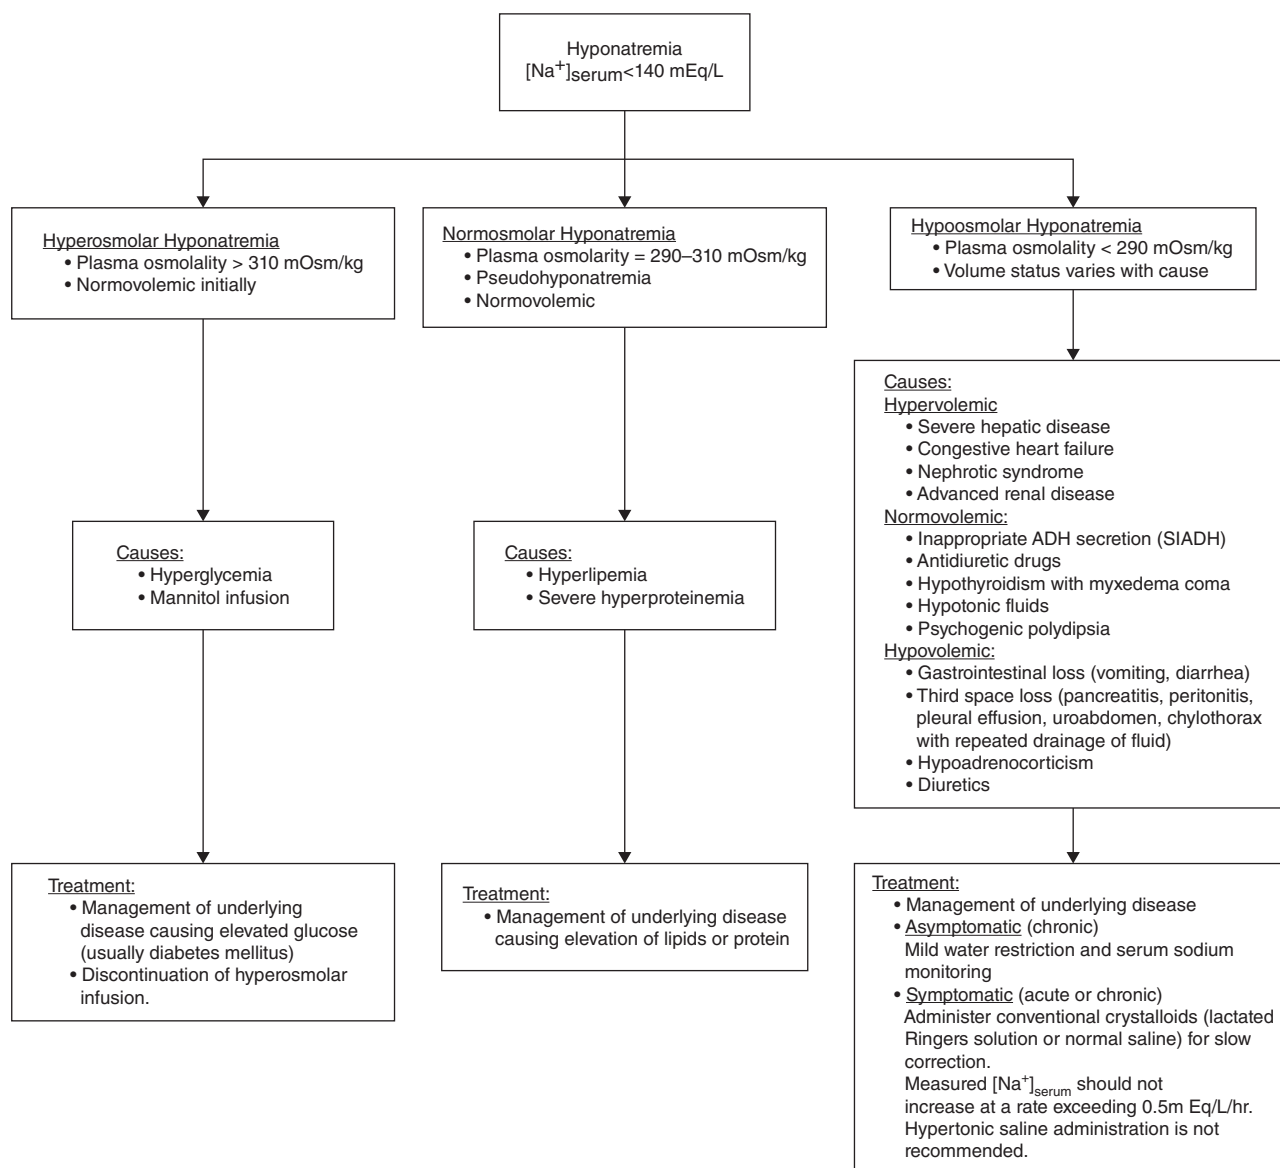 Hyponatremia
[Na+]serum<140 mEq/L
Hyperosmolar Hyponatremia
• Plasma osmolality > 310 mOsm/kg
• Normovolemic initially
Causes:
• Hyperglycemia
• Mannitol infusion
Treatment:
• Management of underlying
disease causing elevated glucose
(usually diabetes mellitus)
• Discontinuation of hyperosmolar
infusion.
Normosmolar Hyponatremia
• Plasma osmolarity = 290–310 mOsm/kg
• Pseudohyponatremia
• Normovolemic
Causes:
• Hyperlipemia
• Severe hyperproteinemia
Treatment:
• Management of underlying disease
causing elevation of lipids or protein
Hypoosmolar Hyponatremia
• Plasma osmolality < 290 mOsm/kg
• Volume status varies with cause
Causes:
Hypervolemic
• Severe hepatic disease
• Congestive heart failure
• Nephrotic syndrome
• Advanced renal disease
Normovolemic:
• Inappropriate ADH secretion (SIADH)
• Antidiuretic drugs
• Hypothyroidism with myxedema coma
• Hypotonic fluids
• Psychogenic polydipsia
Hypovolemic:
• Gastrointestinal loss (vomiting, diarrhea)
• Third space loss (pancreatitis, peritonitis,
pleural effusion, uroabdomen, chylothorax
with repeated drainage of fluid)
• Hypoadrenocorticism
• Diuretics
Treatment:
• Management of underlying disease
• Asymptomatic (chronic)
Mild water restriction and serum sodium
monitoring
• Symptomatic (acute or chronic)
Administer conventional crystalloids (lactated
Ringers solution or normal saline) for slow
correction.
Measured [Na+]serum should not
increase at a rate exceeding 0.5m Eq/L/hr.
Hypertonic saline administration is not
recommended.